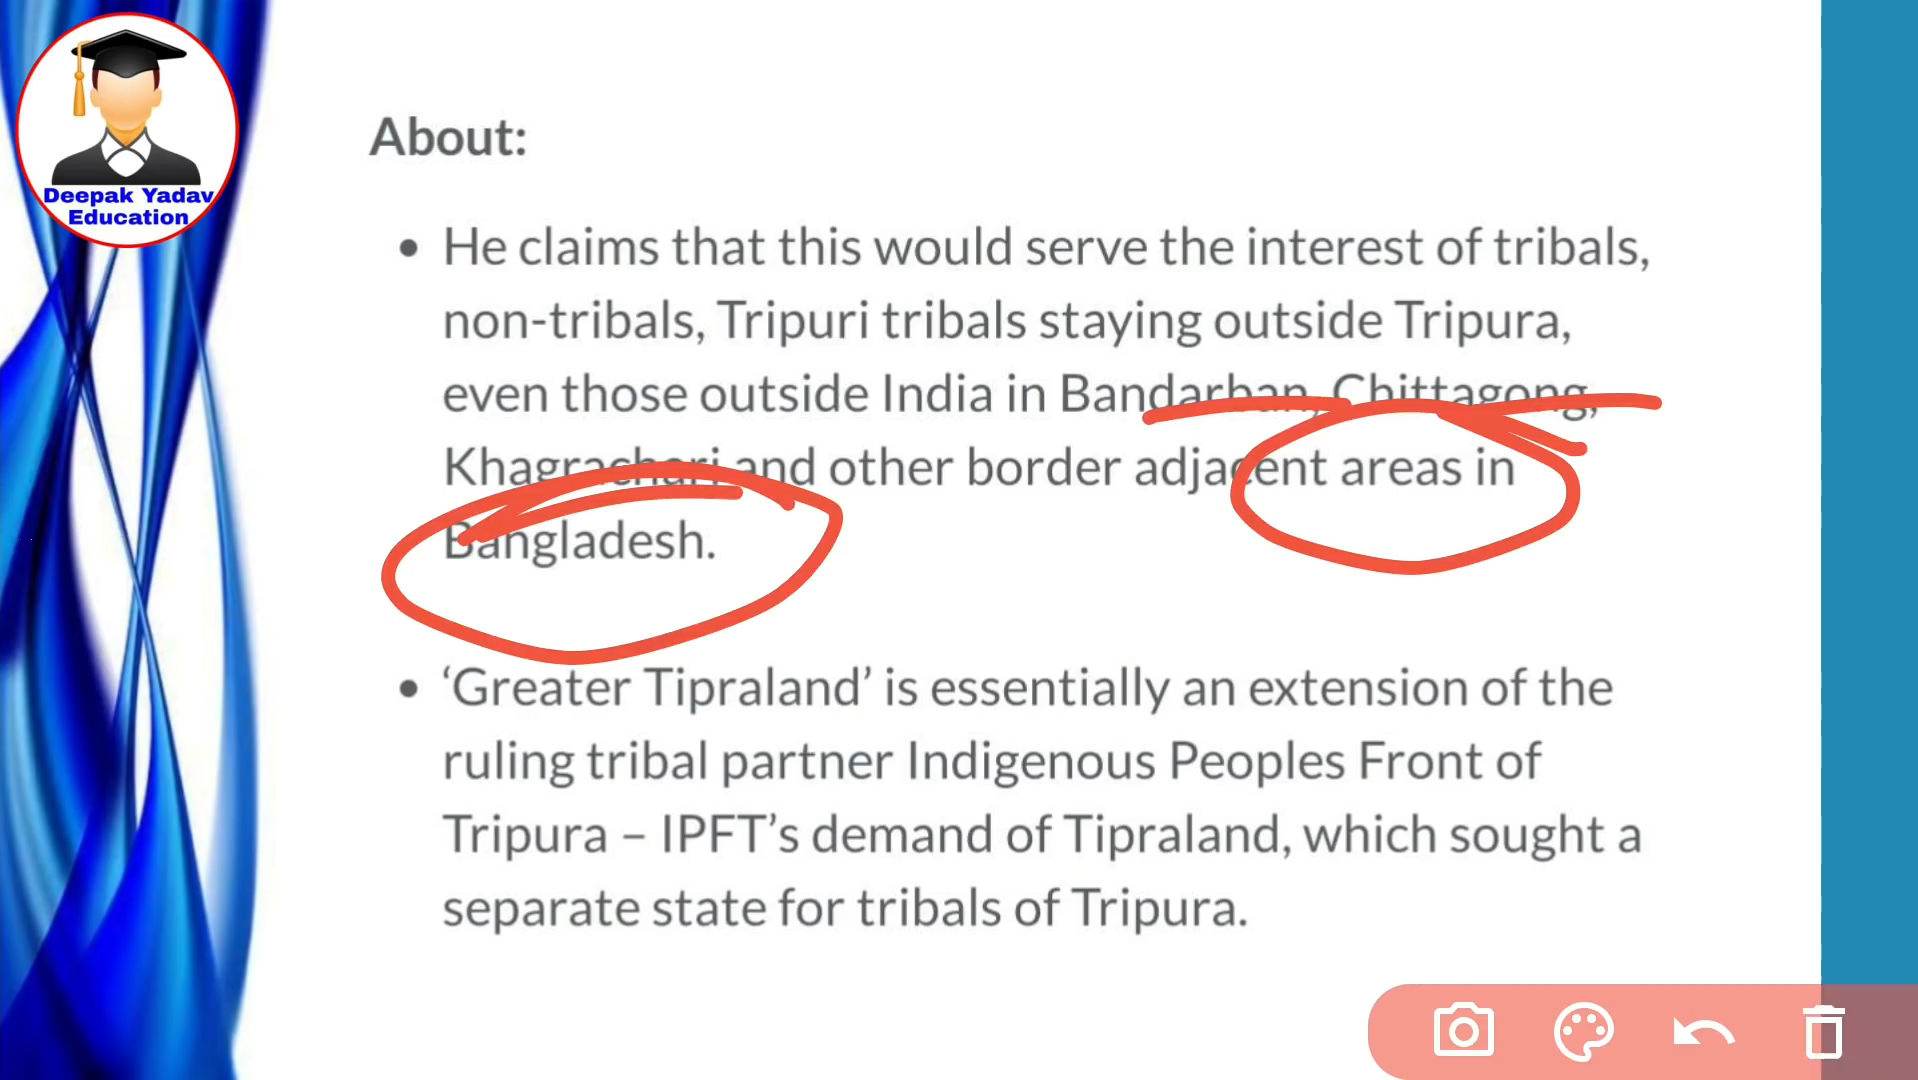 Deepak Yadav
Education
About:
• He claims that this would serve the interest of tribals,
non-tribals, Tripuri tribals staying outside Tripura,
even those outside India in Bandarban, Chittagong,
Khagrachari and other border adjacent areas in
Bangladesh.
• ‘Greater Tipraland’ is essentially an extension of the
ruling tribal partner Indigenous Peoples Front of
Tripura – IPFT’s demand of Tipraland, which sought a
separate state for tribals of Tripura.